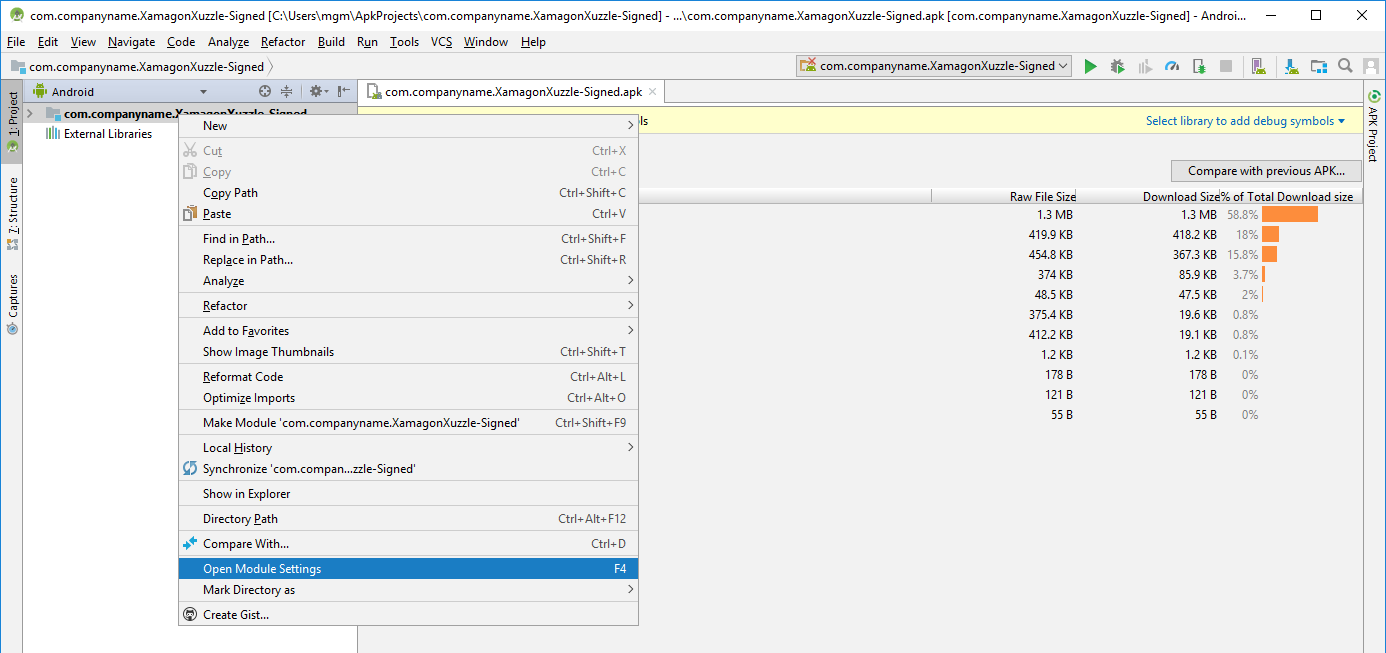 com.companyname.XamagonXuzzle-Signed [C:\Users\mgm\ApkProjects\com.companyname.XamagonXuzzle-Signed] - ...\com.companyname.XamagonXuzzle-Signed.apk [com.companyname.XamagonXuzzle-Signed] - Androi...
File Edit View Navigate Code Analyze Refactor Build Run Tools VCS Window Help
com.companyname.XamagonXuzzle-Signed
com.companyname.XamagonXuzzle-Signed
1: Project
Z: Structure
Captures
Android
com.companyname.XamagonXuzzle-Signed
External Libraries
com.companyname.XamagonXuzzle-Signed.apk
ls
Select library to add debug symbols
APK Project
Compare with previous APK...
New
Cut Ctrl+X
Copy Ctrl+C
Copy Path Ctrl+Shift+C
Paste Ctrl+V
Find in Path... Ctrl+Shift+F
Replace in Path... Ctrl+Shift+R
Analyze
Refactor
Add to Favorites
Show Image Thumbnails Ctrl+Shift+T
Reformat Code Ctrl+Alt+L
Optimize Imports Ctrl+Alt+O
Make Module 'com.companyname.XamagonXuzzle-Signed' Ctrl+Shift+F9
Local History
Synchronize 'com.compan...zzle-Signed'
Show in Explorer
Directory Path Ctrl+Alt+F12
Compare With... Ctrl+D
Open Module Settings F4
Mark Directory as
Create Gist...
Raw File Size Download Size % of Total Download size
1.3 MB 1.3 MB 58.8%
419.9 KB 418.2 KB 18%
454.8 KB 367.3 KB 15.8%
374 KB 85.9 KB 3.7%
48.5 KB 47.5 KB 2%
375.4 KB 19.6 KB 0.8%
412.2 KB 19.1 KB 0.8%
1.2 KB 1.2 KB 0.1%
178 B 178 B 0%
121 B 121 B 0%
55 B 55 B 0%